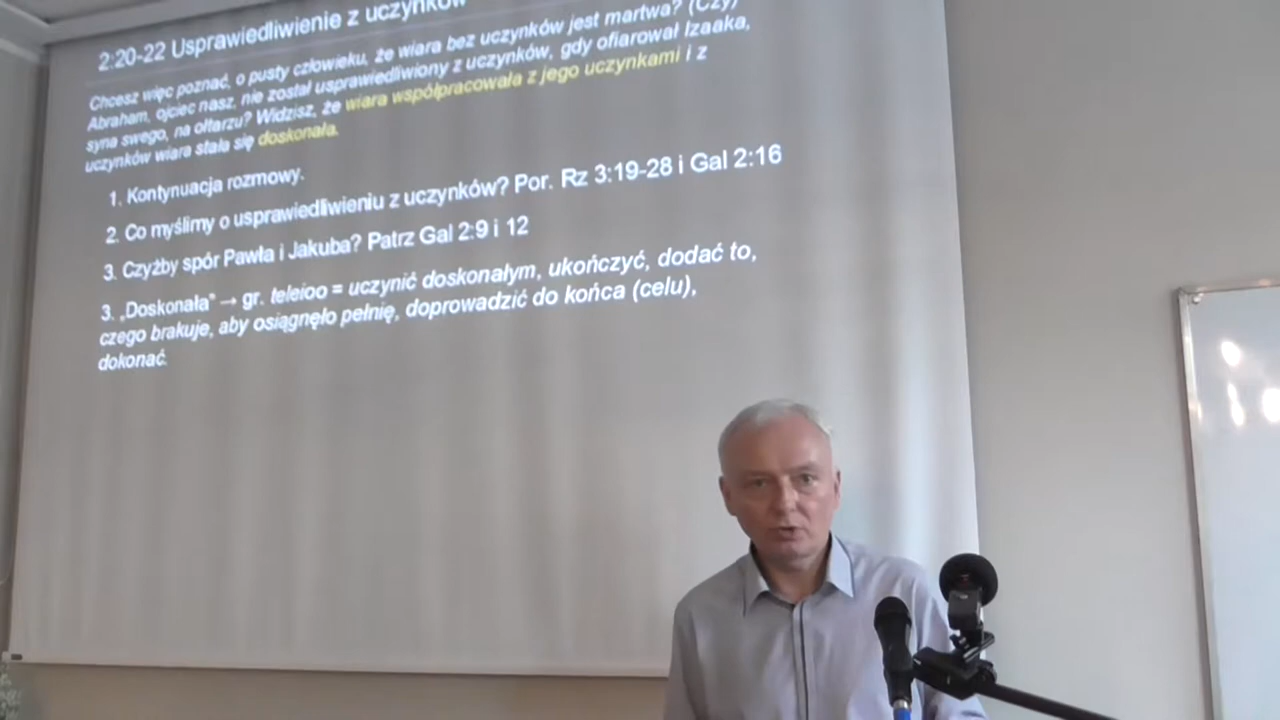 2:20-22 Usprawiedliwienie z uczynków
Chcesz więc poznać, o pusty człowieku, że wiara bez uczynków jest martwa? (Czy)
Abraham, ojciec nasz, nie został usprawiedliwiony z uczynków, gdy ofiarował Izaaka,
syna swego, na ołtarzu? Widzisz, że wiara współpracowała z jego uczynkami i z
uczynków wiara stała się doskonała.
1. Kontynuacja rozmowy.
2. Co myślimy o usprawiedliwieniu z uczynków? Por. Rz 3:19-28 i Gal 2:16
3. Czyżby spór Pawła i Jakuba? Patrz Gal 2:9 i 12
3. „Doskonała" → gr. teleioo = uczynić doskonałym, ukończyć, dodać to,
czego brakuje, aby osiągnęło pełnię, doprowadzić do końca (celu),
dokonać.